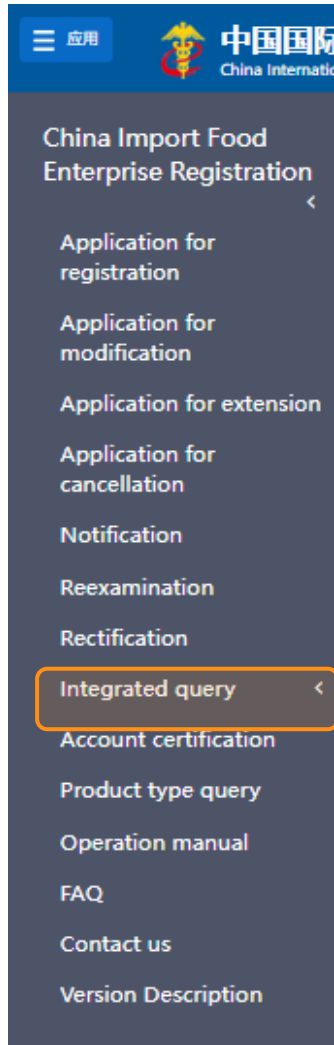 应用
中国国际
China Internatio
China Import Food
Enterprise Registration
Application for
registration
Application for
modification
Application for extension
Application for
cancellation
Notification
Reexamination
Rectification
Integrated query
Account certification
Product type query
Operation manual
FAQ
Contact us
Version Description